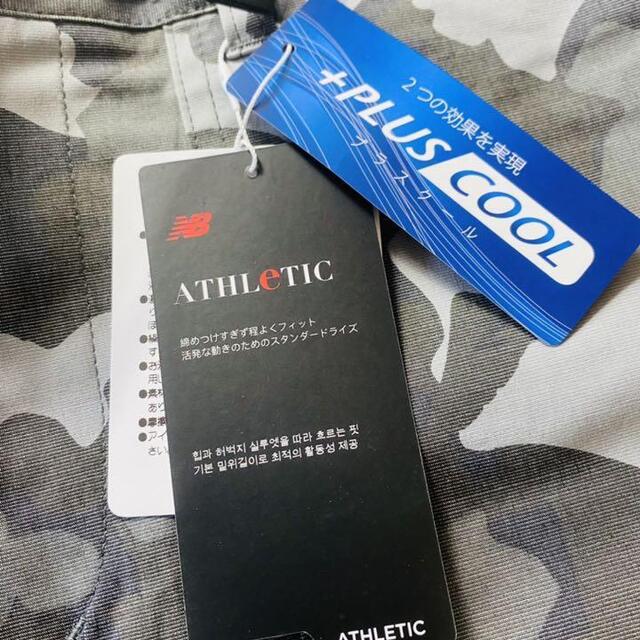 2つの効果を実現
+PLUS COOL
プラスクール
NB
ATHLeTIC
締めつけすぎず程よくフィット
活発な動きのためのスタンダードライズ
힙과 허벅지 실루엣을 따라 흐르는 핏
기본 밑위길이로 최적의 활동성 제공
ATHLETIC